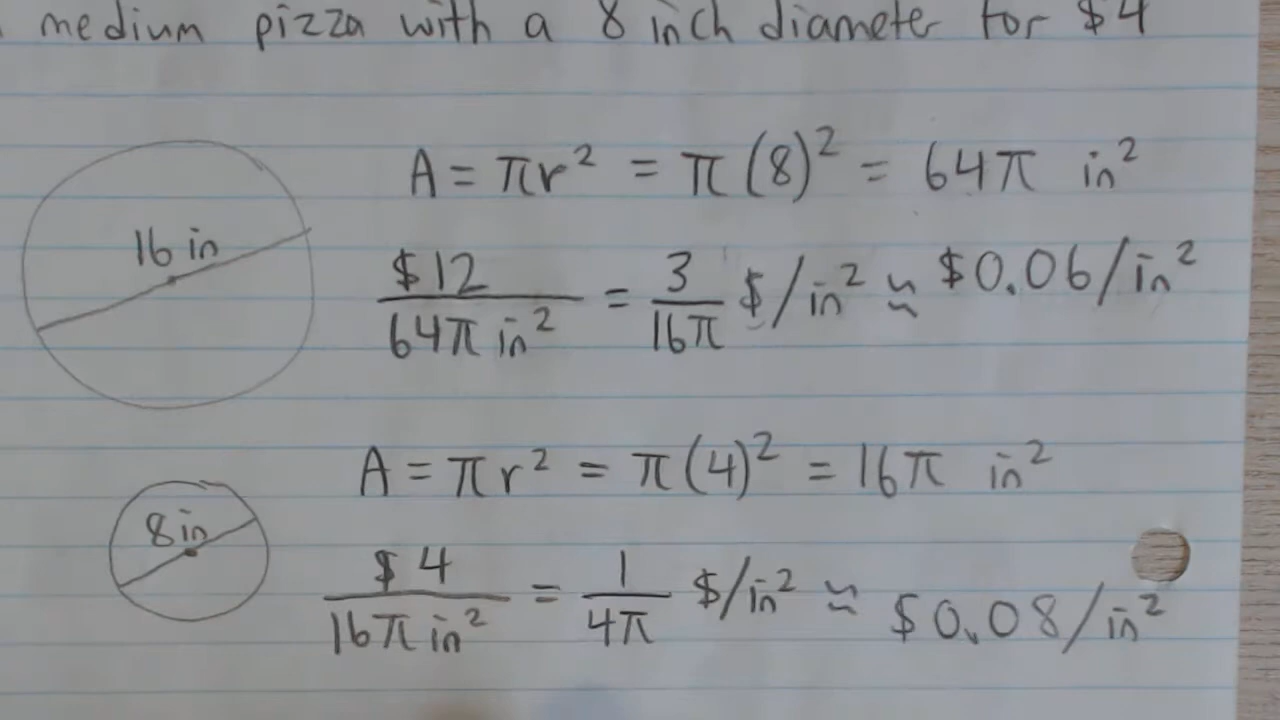 medium pizza with a 8 inch diameter for $4
16 in
A = πr² = π(8)² = 64π in²
$12/64π in² = 3/16π $/in² ≈ $0.06/in²
8 in
A = πr² = π(4)² = 16π in²
$4/16π in² = 1/4π $/in² ≈ $0.08/in²